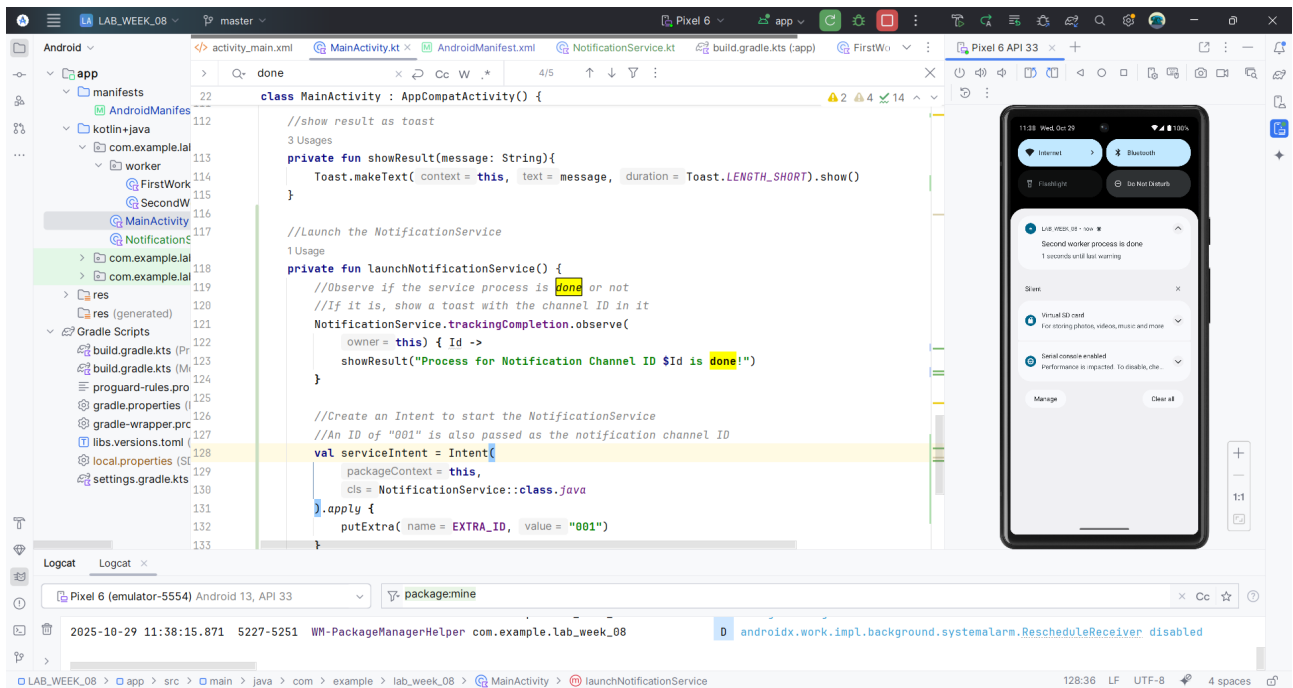 LAB_WEEK_08 master Pixel 6 app
Android
activity_main.xml MainActivity.kt AndroidManifest.xml NotificationService.kt build.gradle.kts (:app) FirstWo Pixel 6 API 33
app
manifests
AndroidManifes
kotlin+java
com.example.lal
worker
FirstWork
SecondW
MainActivity
NotificationS
com.example.lal
com.example.lal
res
res (generated)
Gradle Scripts
build.gradle.kts (Pr
build.gradle.kts (Mo
proguard-rules.pro
gradle.properties (
gradle-wrapper.prc
libs.versions.toml (
local.properties (SD
settings.gradle.kts
done Cc W .* 4/5
22 class MainActivity : AppCompatActivity() { 2 4 14
112 //show result as toast
3 Usages
113 private fun showResult(message: String){
114 Toast.makeText( context = this, text = message, duration = Toast.LENGTH_SHORT).show()
115 }
116
117 //Launch the NotificationService
1 Usage
118 private fun launchNotificationService() {
119 //Observe if the service process is done or not
120 //If it is, show a toast with the channel ID in it
121 NotificationService.trackingCompletion.observe(
122 owner = this) { Id ->
123 showResult("Process for Notification Channel ID $Id is done!")
124 }
125
126 //Create an Intent to start the NotificationService
127 //An ID of "001" is also passed as the notification channel ID
128 val serviceIntent = Intent(
129 packageContext = this,
130 cls = NotificationService::class.java
131 ).apply {
132 putExtra( name = EXTRA_ID, value = "001")
133 }
11:38 Wed, Oct 29 100%
Internet Bluetooth
Flashlight Do Not Disturb
LAB_WEEK_08 • now
Second worker process is done
1 seconds until last warning
Silent
Virtual SD card
For storing photos, videos, music and more
Serial console enabled
Performance is impacted. To disable, che...
Manage Clear all
1:1
Logcat Logcat
Pixel 6 (emulator-5554) Android 13, API 33 package:mine Cc
2025-10-29 11:38:15.871 5227-5251 WM-PackageManagerHelper com.example.lab_week_08 D androidx.work.impl.background.systemalarm.RescheduleReceiver disabled
LAB_WEEK_08 > app > src > main > java > com > example > lab_week_08 > MainActivity > launchNotificationService 128:36 LF UTF-8 4 spaces